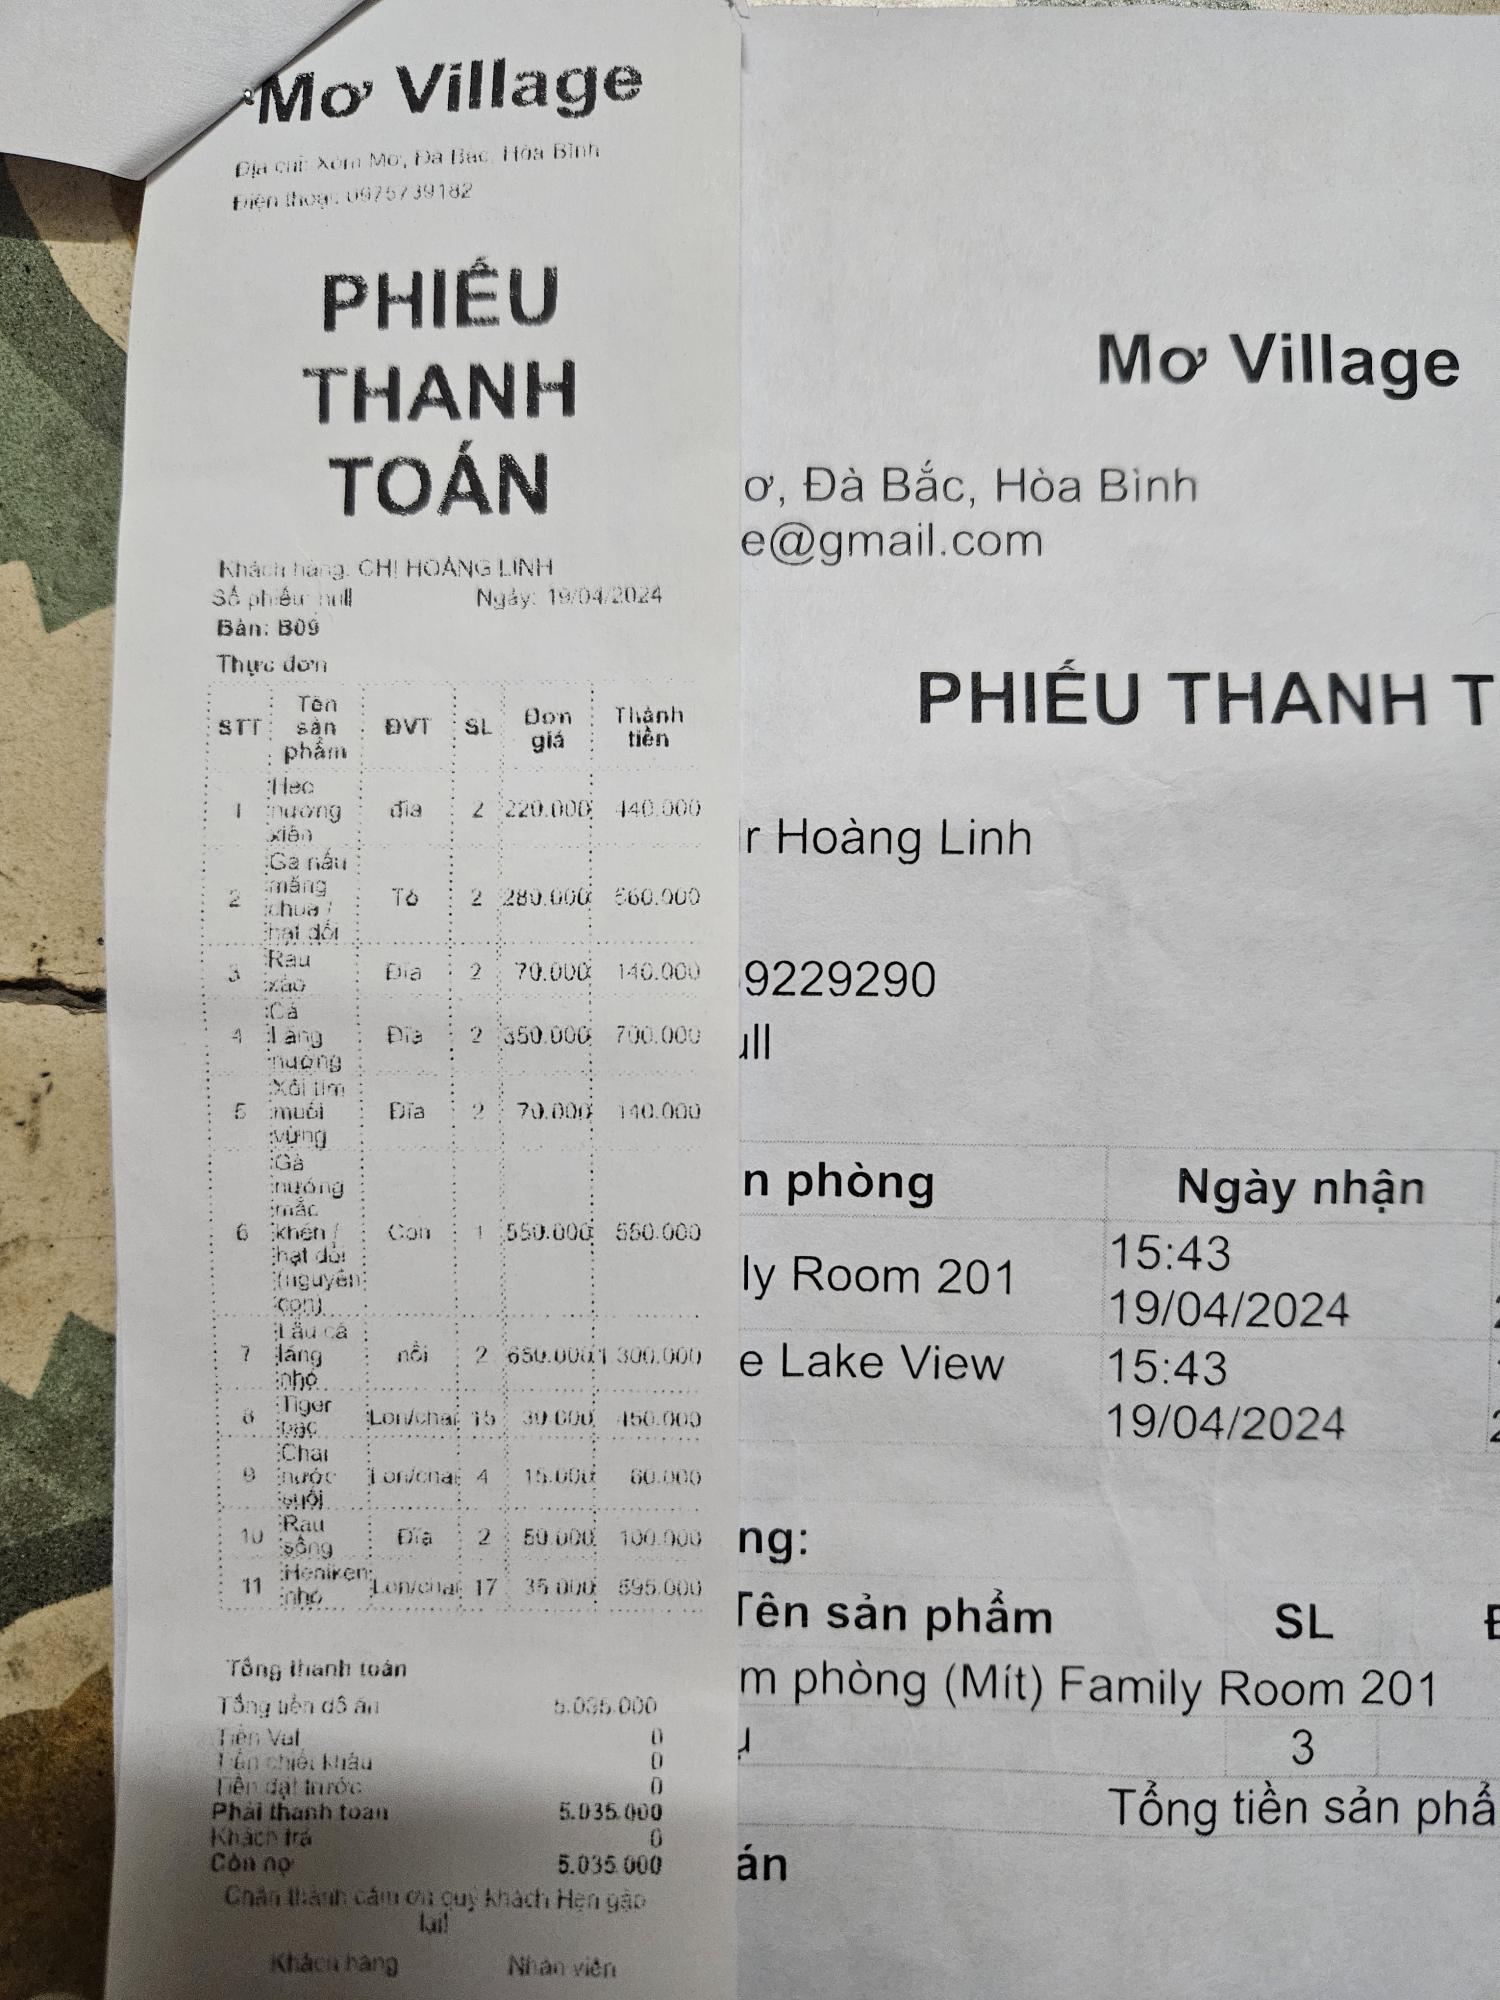 Mơ Village
Địa chỉ: Xóm Mơ, Đà Bắc, Hòa Bình
Điện thoại: 0975739182
PHIẾU
THANH
TOÁN
Khách hàng: CHỊ HOÀNG LINH
Số phiếu: null Ngày: 19/04/2024
Bàn: B09
Thực đơn
STT Tên sản phẩm ĐVT SL Đơn giá Thành tiền
1 Heo nướng xiên đĩa 2 220.000 440.000
2 Gà nấu măng chua / hạt dổi Tô 2 280.000 560.000
3 Rau xào Đĩa 2 70.000 140.000
4 Cá Lăng nướng Đĩa 2 350.000 700.000
5 Xôi tím muối vừng Đĩa 2 70.000 140.000
6 Gà nướng mắc khén / hạt dổi (nguyên con) Con 1 550.000 550.000
7 Lẩu cá lăng nhỏ nồi 2 650.000 1.300.000
8 Tiger bạc Lon/chai 15 30.000 450.000
9 Chai nước suối Lon/chai 4 15.000 60.000
10 Rau sống Đĩa 2 50.000 100.000
11 Heniken nhỏ Lon/chai 17 35.000 595.000
Tổng thanh toán
Tổng tiền đồ ăn 5.035.000
Tiền Vat 0
Tiền chiết khấu 0
Tiền đặt trước 0
Phải thanh toán 5.035.000
Khách trả 0
Còn nợ 5.035.000
Chân thành cảm ơn quý khách Hẹn gặp
lại!
Khách hàng Nhân viên
Mơ Village
ơ, Đà Bắc, Hòa Bình
e@gmail.com
PHIẾU THANH T
r Hoàng Linh
9229290
ull
n phòng Ngày nhận
ly Room 201 15:43
19/04/2024
e Lake View 15:43
19/04/2024
ng:
Tên sản phẩm SL
m phòng (Mít) Family Room 201
3
Tổng tiền sản phẩ
án